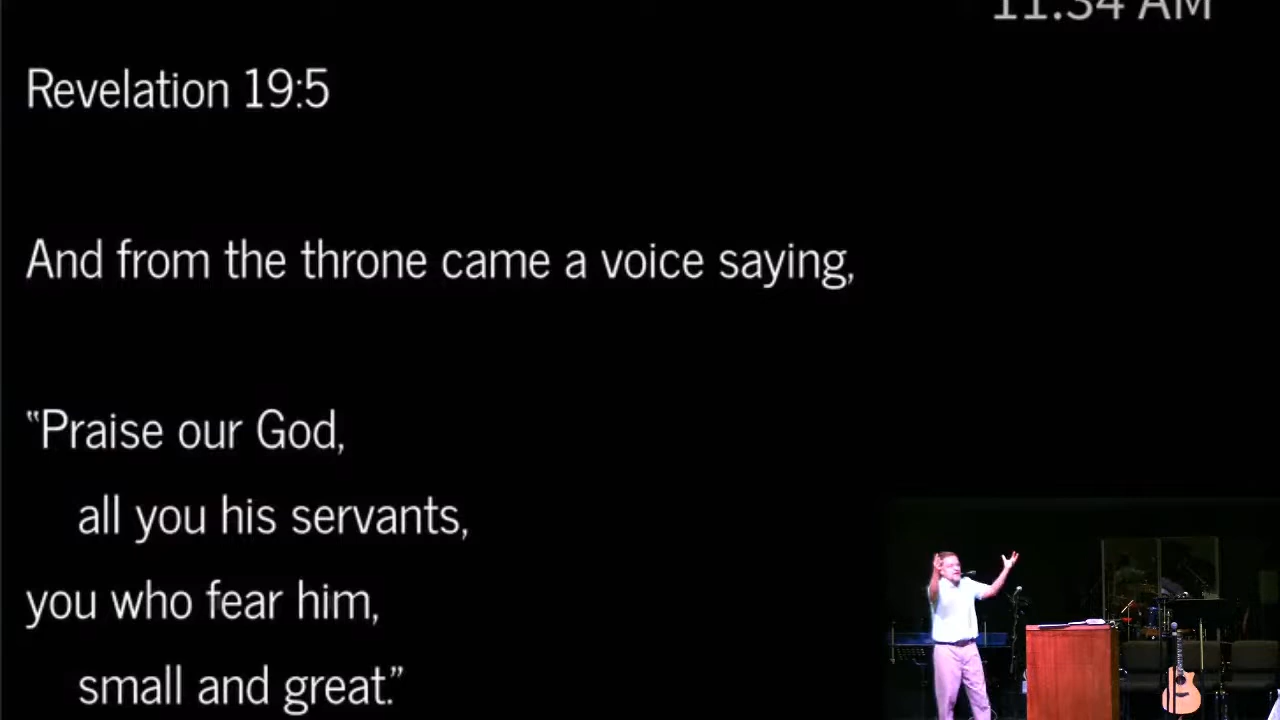 11:34 AM
Revelation 19:5
And from the throne came a voice saying,
“Praise our God,
all you his servants,
you who fear him,
small and great.”